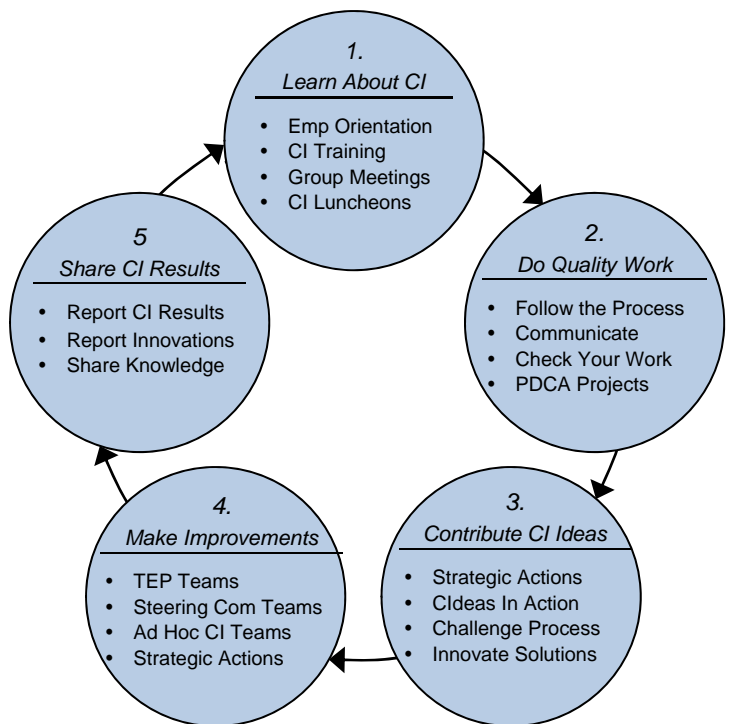 1.
Learn About CI
• Emp Orientation
• CI Training
• Group Meetings
• CI Luncheons
2.
Do Quality Work
• Follow the Process
• Communicate
• Check Your Work
• PDCA Projects
3.
Contribute CI Ideas
• Strategic Actions
• CIdeas In Action
• Challenge Process
• Innovate Solutions
4.
Make Improvements
• TEP Teams
• Steering Com Teams
• Ad Hoc CI Teams
• Strategic Actions
5
Share CI Results
• Report CI Results
• Report Innovations
• Share Knowledge